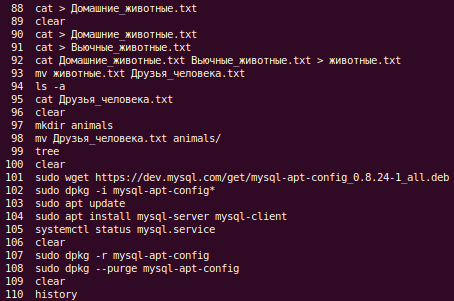 88 cat > Домашние_животные.txt
89 clear
90 cat > Домашние_животные.txt
91 cat > Вьючные_животные.txt
92 cat Домашние_животные.txt Вьючные_животные.txt > животные.txt
93 mv животные.txt Друзья_человека.txt
94 ls -a
95 cat Друзья_человека.txt
96 clear
97 mkdir animals
98 mv Друзья_человека.txt animals/
99 tree
100 clear
101 sudo wget https://dev.mysql.com/get/mysql-apt-config_0.8.24-1_all.deb
102 sudo dpkg -i mysql-apt-config*
103 sudo apt update
104 sudo apt install mysql-server mysql-client
105 systemctl status mysql.service
106 clear
107 sudo dpkg -r mysql-apt-config
108 sudo dpkg --purge mysql-apt-config
109 clear
110 history